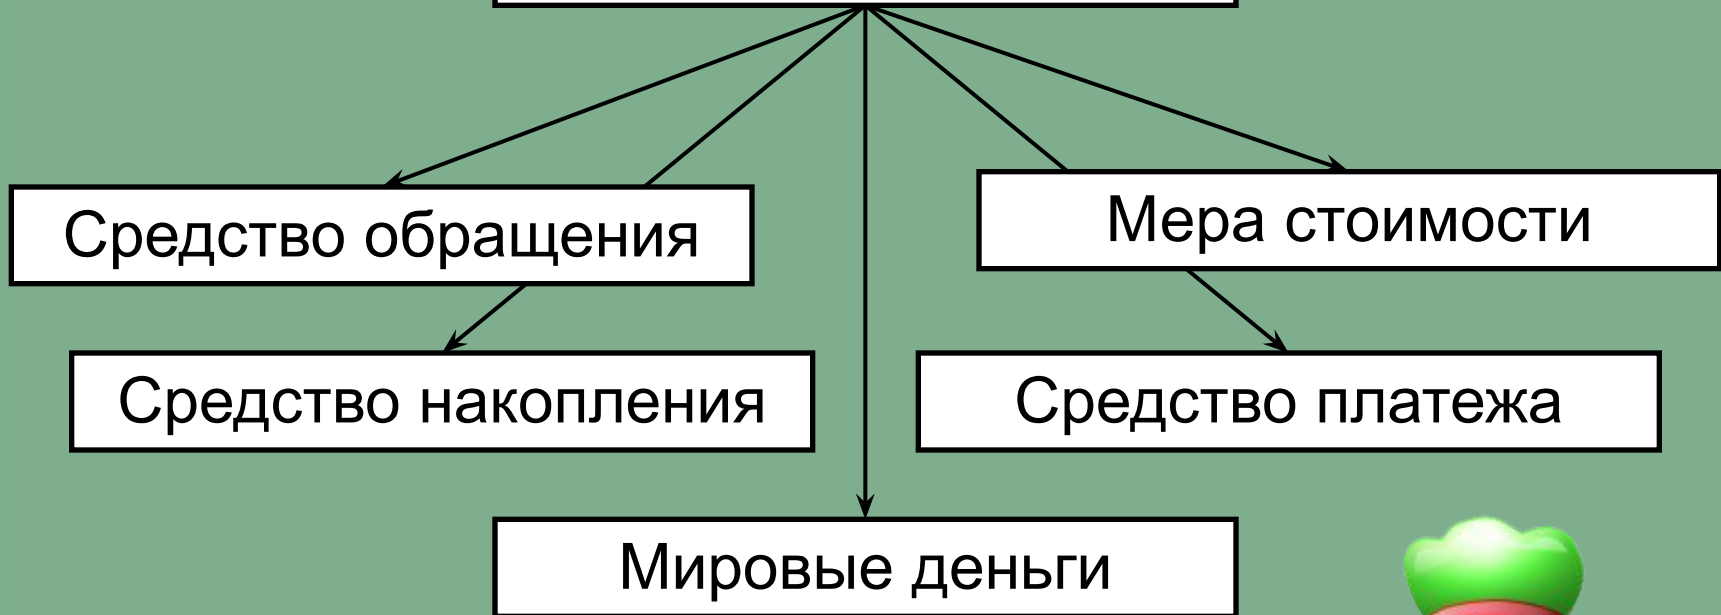 Средство обращения
Мера стоимости
Средство накопления
Средство платежа
Мировые деньги